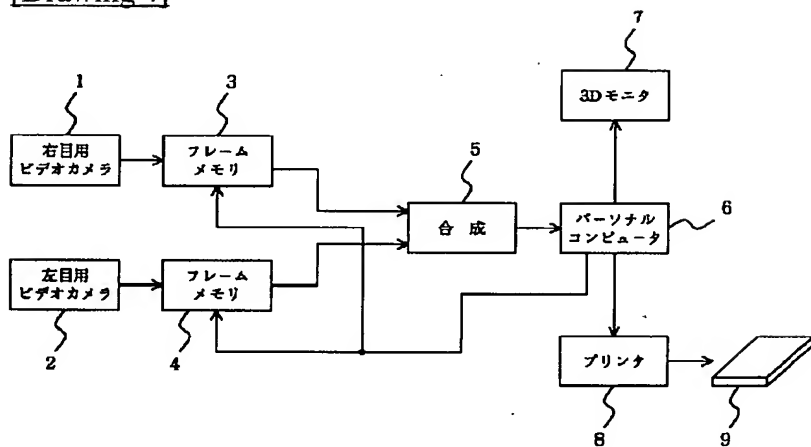 7
3Dモニタ
1
右目用
ビデオカメラ
3
フレーム
メモリ
5
合 成
パーソナル
コンピュータ
6
左目用
ビデオカメラ
2
フレーム
メモリ
4
プリンタ
8
9